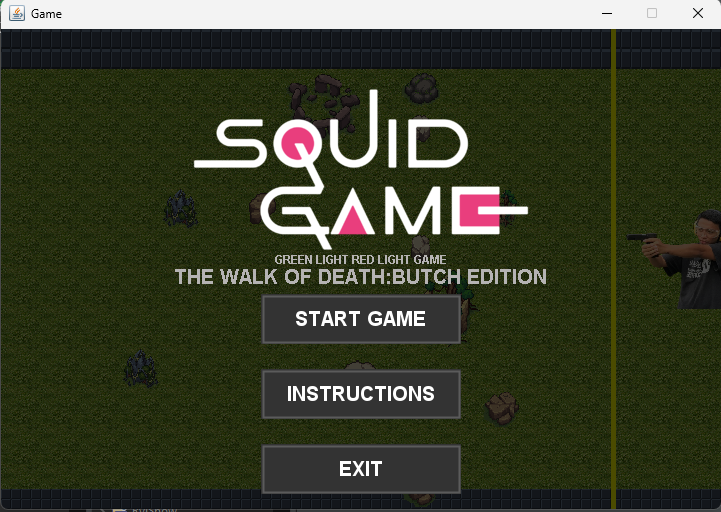 Game
SQUID
GAME
GREEN LIGHT RED LIGHT GAME
THE WALK OF DEATH:BUTCH EDITION
START GAME
INSTRUCTIONS
EXIT